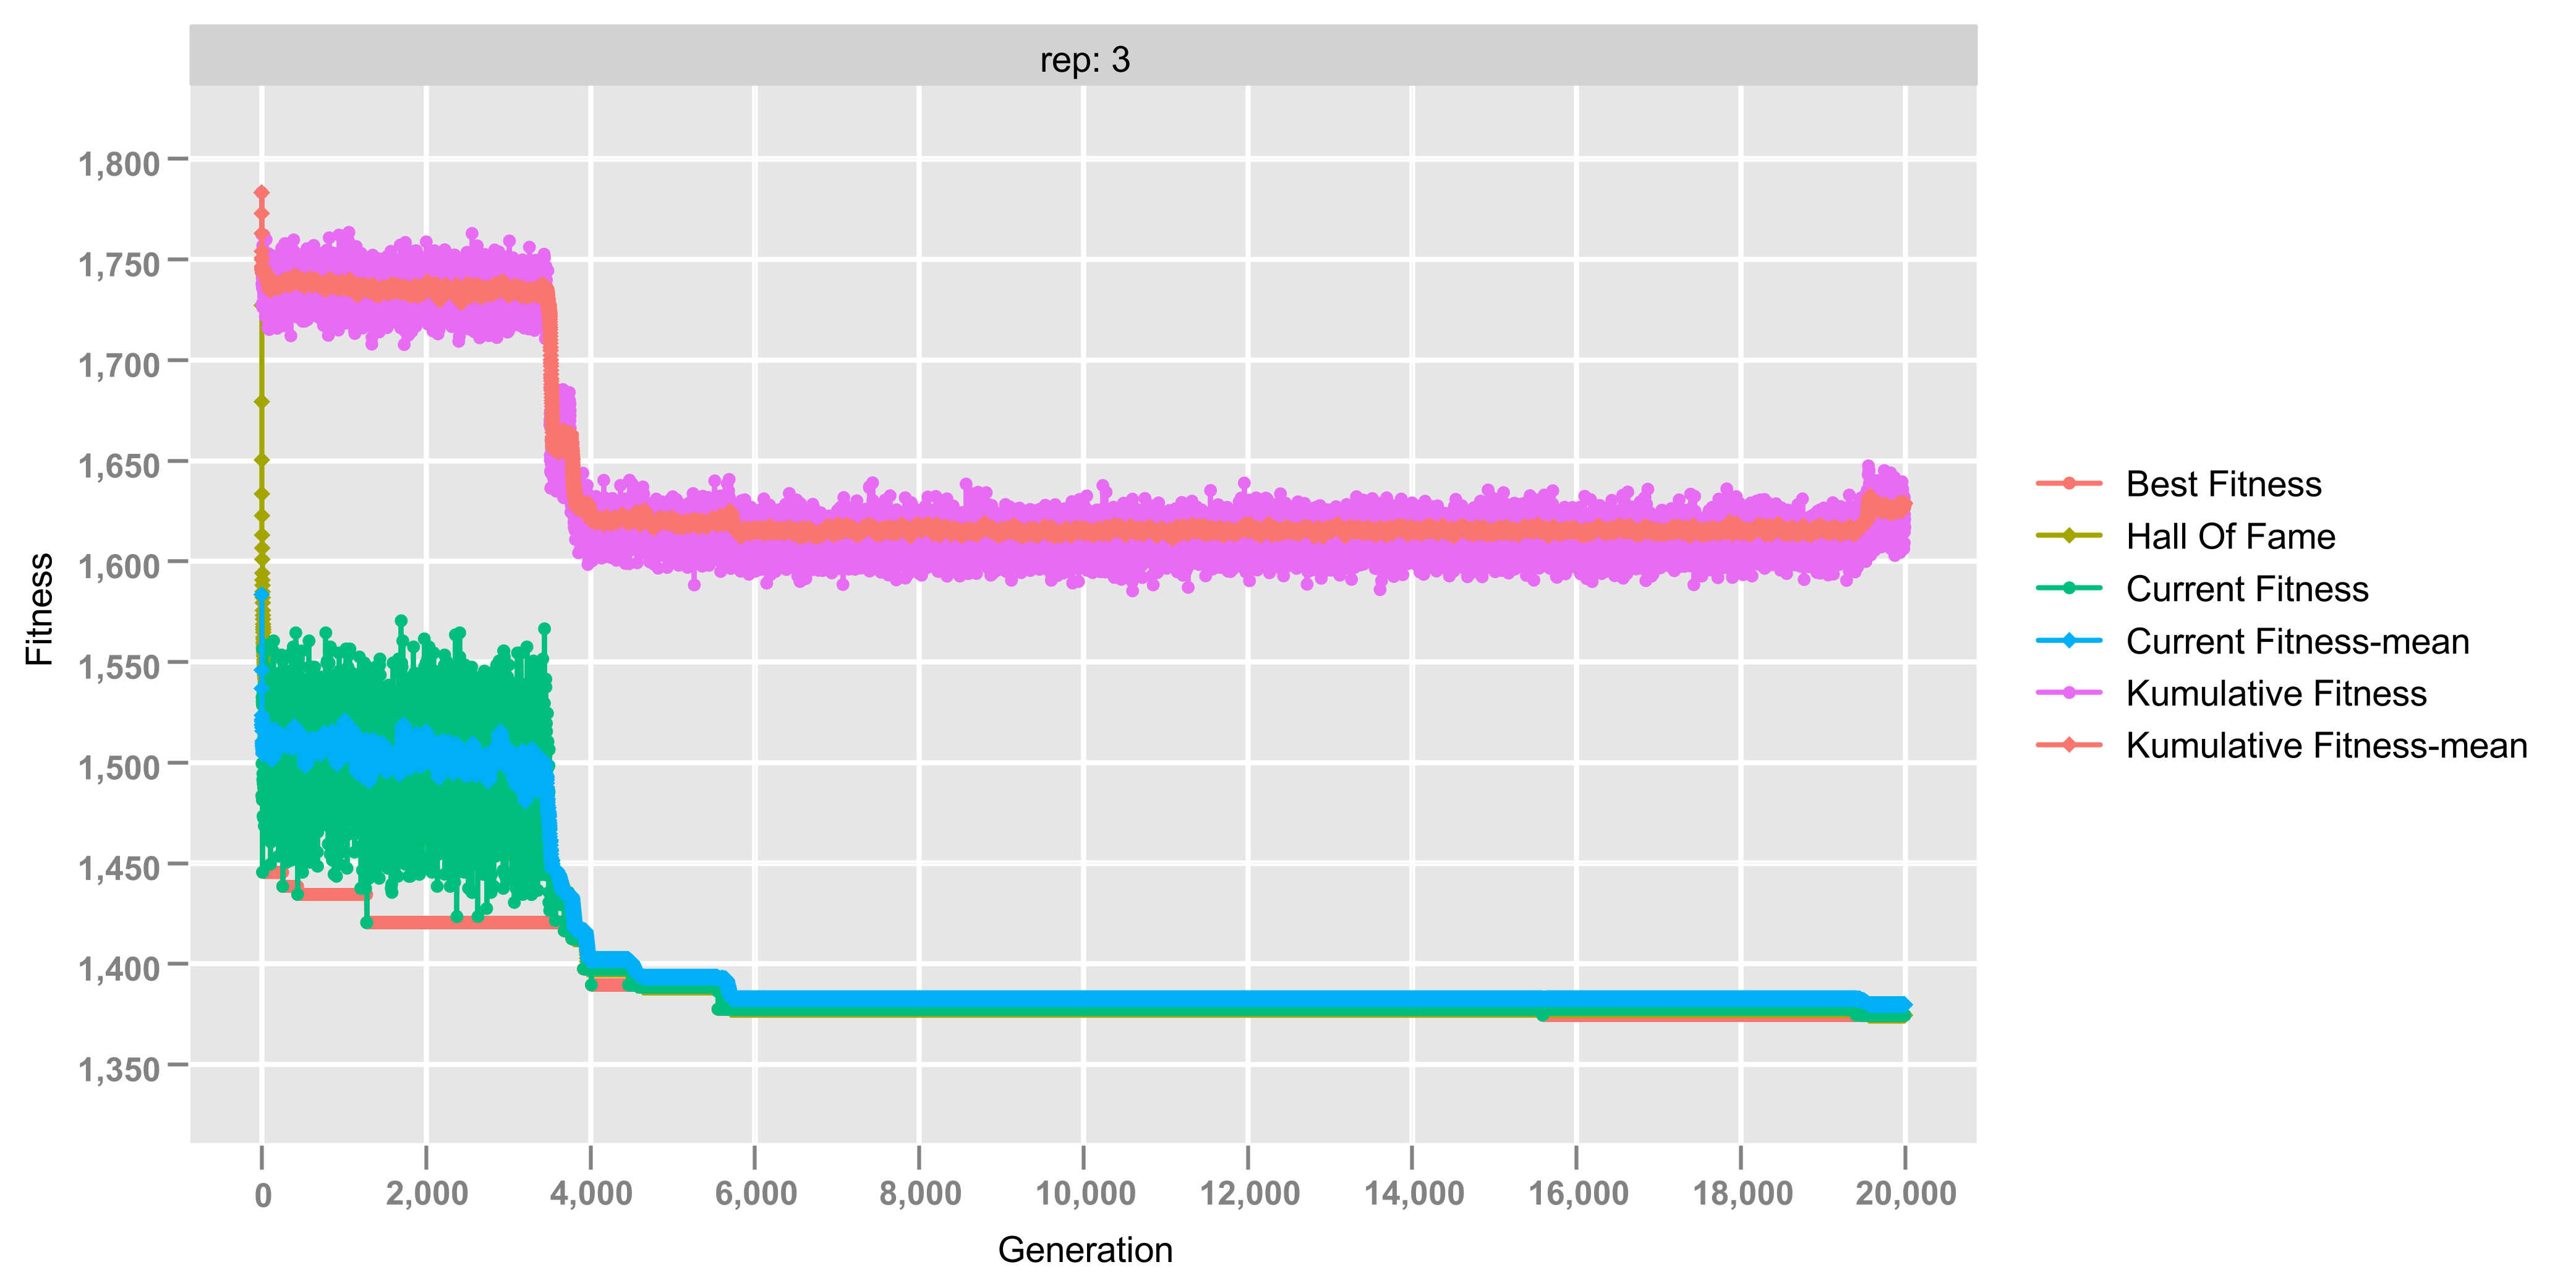 rep: 3
1,800
1,750
1,700
1,650
1,600
1,550
1,500
1,450
1,400
1,350
Fitness
0 2,000 4,000 6,000 8,000 10,000 12,000 14,000 16,000 18,000 20,000
Generation
Best Fitness
Hall Of Fame
Current Fitness
Current Fitness-mean
Kumulative Fitness
Kumulative Fitness-mean